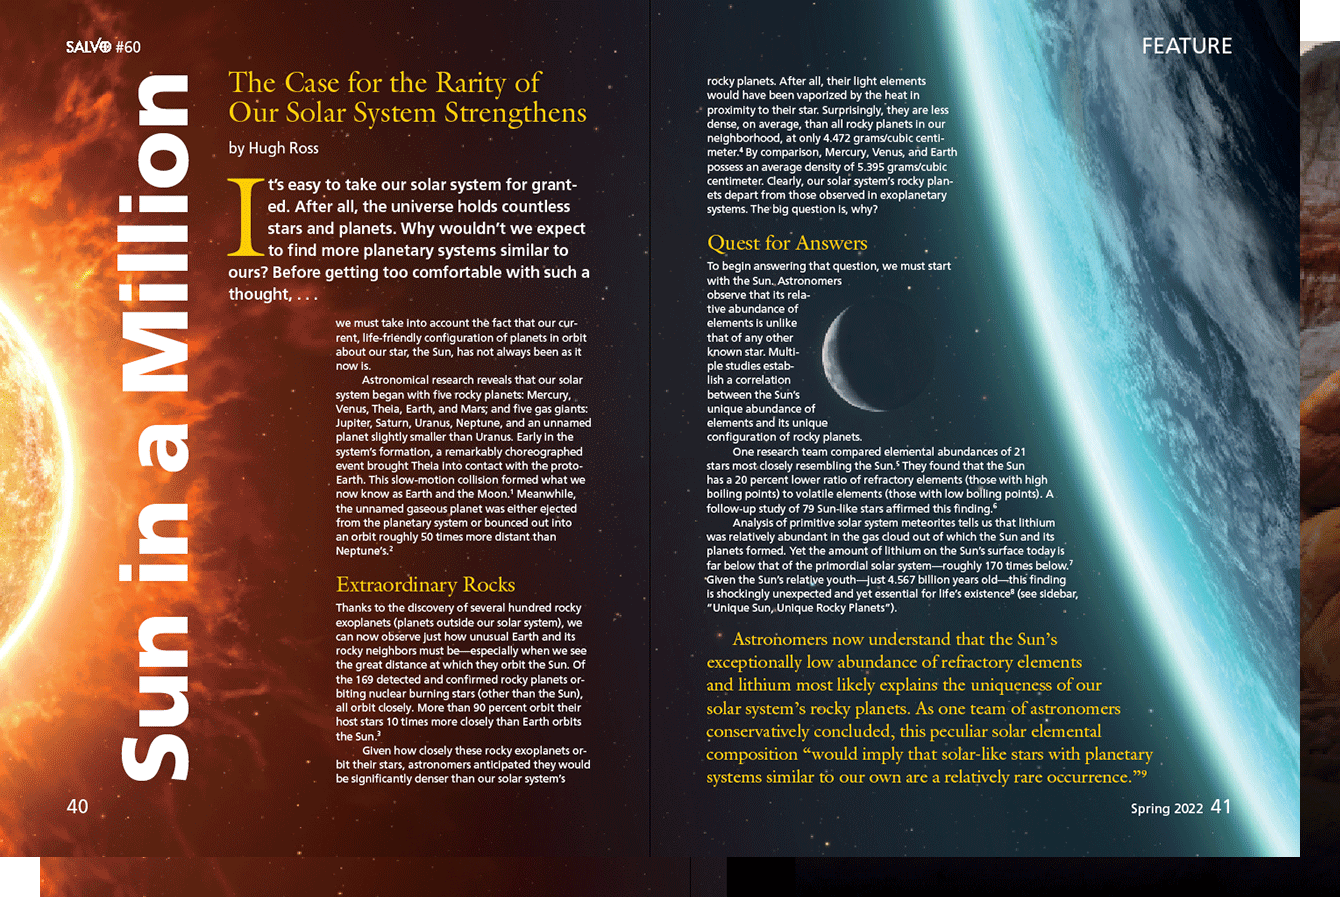 SALVO #60
FEATURE
Sun in a Million
The Case for the Rarity of
Our Solar System Strengthens
by Hugh Ross
It’s easy to take our solar system for grant-
ed. After all, the universe holds countless
stars and planets. Why wouldn’t we expect
to find more planetary systems similar to
ours? Before getting too comfortable with such a
thought, . . .
we must take into account the fact that our cur-
rent, life-friendly configuration of planets in orbit
about our star, the Sun, has not always been as it
now is.
Astronomical research reveals that our solar
system began with five rocky planets: Mercury,
Venus, Theia, Earth, and Mars; and five gas giants:
Jupiter, Saturn, Uranus, Neptune, and an unnamed
planet slightly smaller than Uranus. Early in the
system’s formation, a remarkably choreographed
event brought Theia into contact with the proto-
Earth. This slow-motion collision formed what we
now know as Earth and the Moon.¹ Meanwhile,
the unnamed gaseous planet was either ejected
from the planetary system or bounced out into
an orbit roughly 50 times more distant than
Neptune’s.²
Extraordinary Rocks
Thanks to the discovery of several hundred rocky
exoplanets (planets outside our solar system), we
can now observe just how unusual Earth and its
rocky neighbors must be—especially when we see
the great distance at which they orbit the Sun. Of
the 169 detected and confirmed rocky planets or-
biting nuclear burning stars (other than the Sun),
all orbit closely. More than 90 percent orbit their
host stars 10 times more closely than Earth orbits
the Sun.³
Given how closely these rocky exoplanets or-
bit their stars, astronomers anticipated they would
be significantly denser than our solar system’s
40
rocky planets. After all, their light elements
would have been vaporized by the heat in
proximity to their star. Surprisingly, they are less
dense, on average, than all rocky planets in our
neighborhood, at only 4.472 grams/cubic centi-
meter.⁴ By comparison, Mercury, Venus, and Earth
possess an average density of 5.395 grams/cubic
centimeter. Clearly, our solar system’s rocky plan-
ets depart from those observed in exoplanetary
systems. The big question is, why?
Quest for Answers
To begin answering that question, we must start
with the Sun. Astronomers
observe that its rela-
tive abundance of
elements is unlike
that of any other
known star. Multi-
ple studies estab-
lish a correlation
between the Sun’s
unique abundance of
elements and its unique
configuration of rocky planets.
One research team compared elemental abundances of 21
stars most closely resembling the Sun.⁵ They found that the Sun
has a 20 percent lower ratio of refractory elements (those with high
boiling points) to volatile elements (those with low boiling points). A
follow-up study of 79 Sun-like stars affirmed this finding.⁶
Analysis of primitive solar system meteorites tells us that lithium
was relatively abundant in the gas cloud out of which the Sun and its
planets formed. Yet the amount of lithium on the Sun’s surface today is
far below that of the primordial solar system—roughly 170 times below.⁷
Given the Sun’s relative youth—just 4.567 billion years old—this finding
is shockingly unexpected and yet essential for life’s existence⁸ (see sidebar,
“Unique Sun, Unique Rocky Planets”).
Astronomers now understand that the Sun’s
exceptionally low abundance of refractory elements
and lithium most likely explains the uniqueness of our
solar system’s rocky planets. As one team of astronomers
conservatively concluded, this peculiar solar elemental
composition “would imply that solar-like stars with planetary
systems similar to our own are a relatively rare occurrence.”⁹
Spring 2022 41